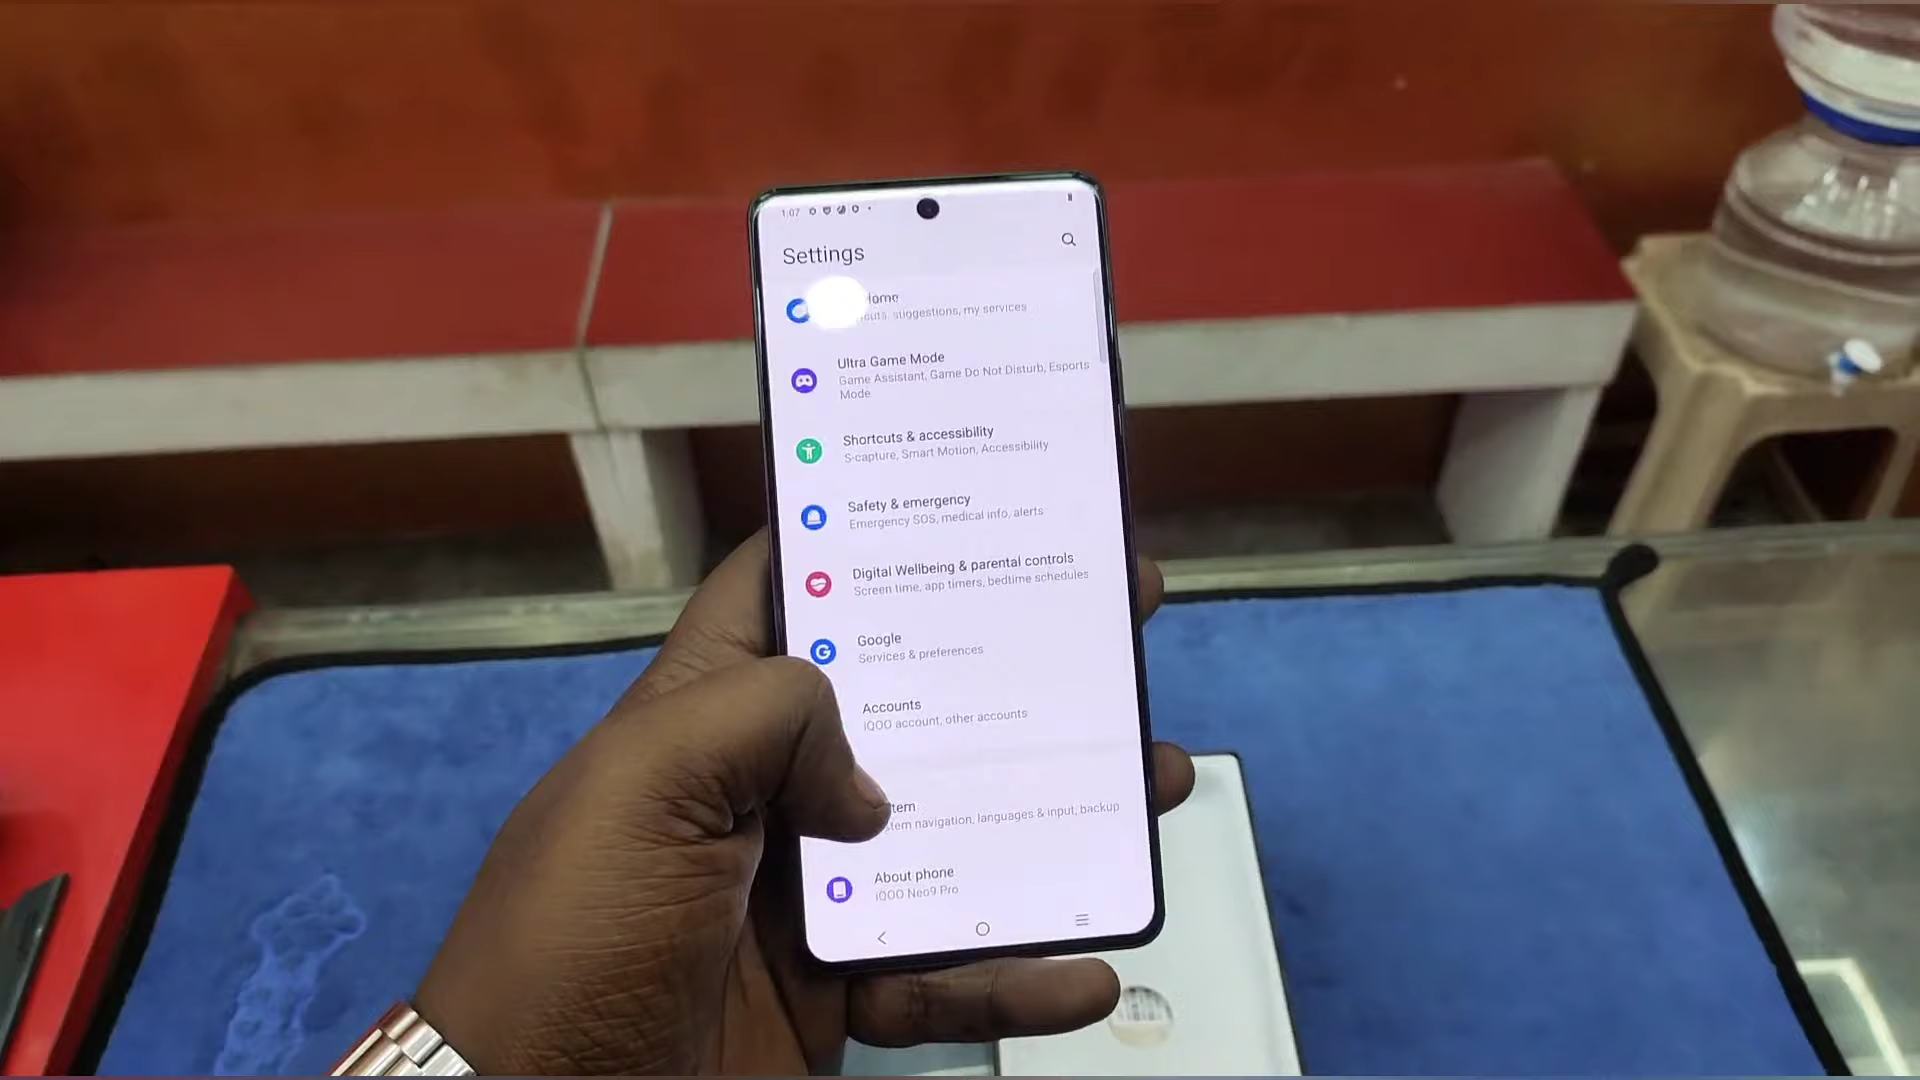 1:07
Settings
Home
suggestions, my services
Ultra Game Mode
Game Assistant, Game Do Not Disturb, Esports
Mode
Shortcuts & accessibility
S-capture, Smart Motion, Accessibility
Safety & emergency
Emergency SOS, medical info, alerts
Digital Wellbeing & parental controls
Screen time, app timers, bedtime schedules
Google
Services & preferences
Accounts
iQOO account, other accounts
tem
stem navigation, languages & input, backup
About phone
iQOO Neo9 Pro